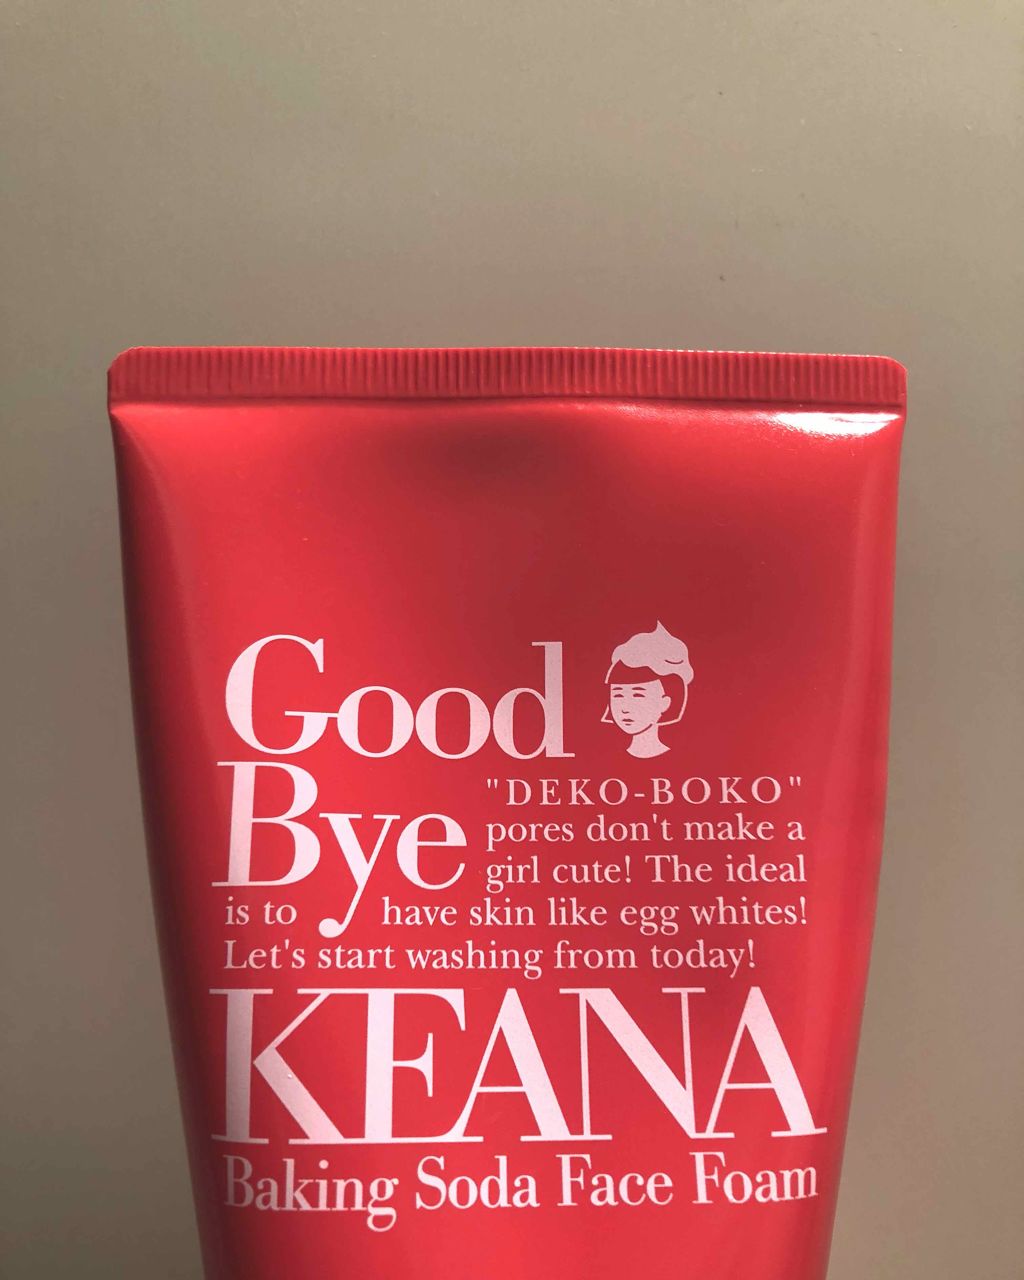 Good
Bye
"DEKO-BOKO"
pores don't make a
girl cute! The ideal
is to have skin like egg whites!
Let's start washing from today!
KEANA
Baking Soda Face Foam